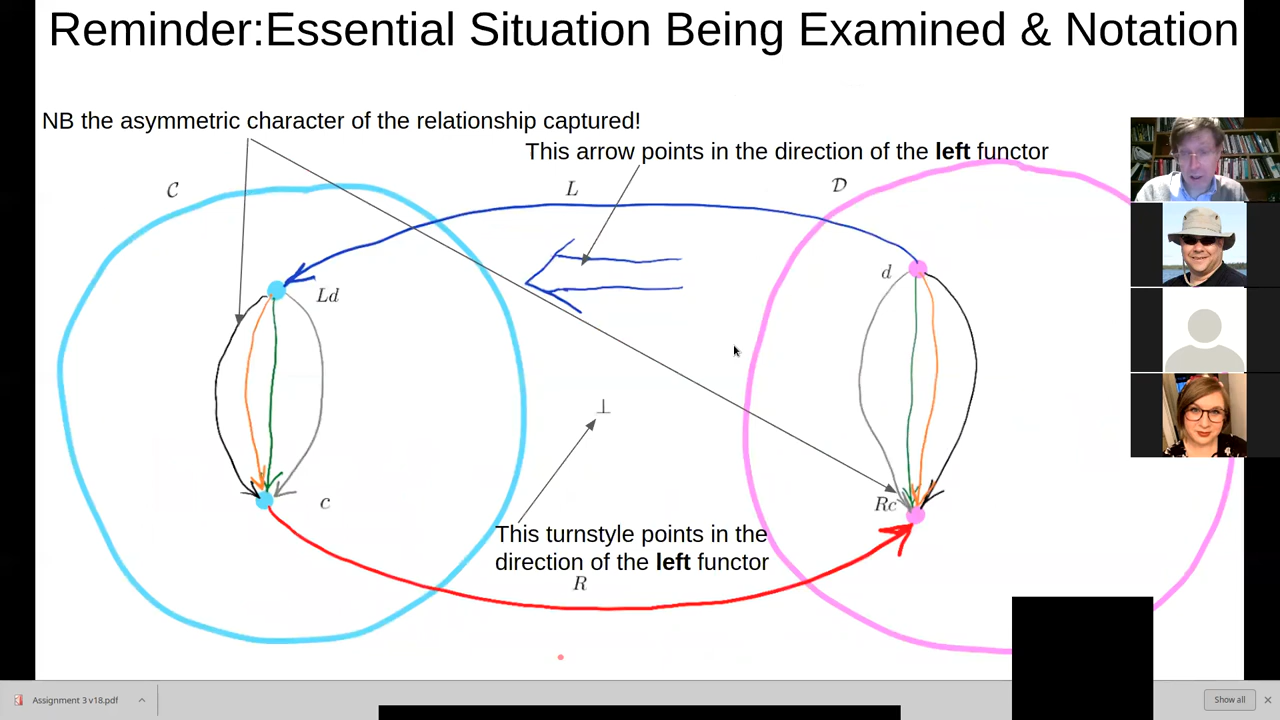 Reminder:Essential Situation Being Examined & Notation
NB the asymmetric character of the relationship captured!
This arrow points in the direction of the left functor
𝒞
L
𝒟
d
Ld
⊥
c
Rc
This turnstyle points in the
direction of the left functor
R
Assignment 3 v18.pdf
Show all